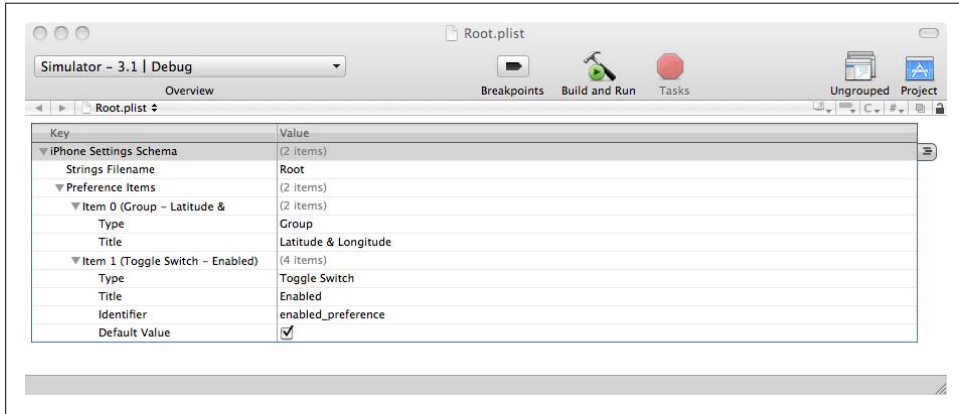 Root.plist
Simulator – 3.1 | Debug
Overview
Breakpoints
Build and Run
Tasks
Ungrouped
Project
Root.plist
C
#
Key Value
iPhone Settings Schema (2 items)
Strings Filename Root
Preference Items (2 items)
Item 0 (Group – Latitude & (2 items)
Type Group
Title Latitude & Longitude
Item 1 (Toggle Switch – Enabled) (4 items)
Type Toggle Switch
Title Enabled
Identifier enabled_preference
Default Value